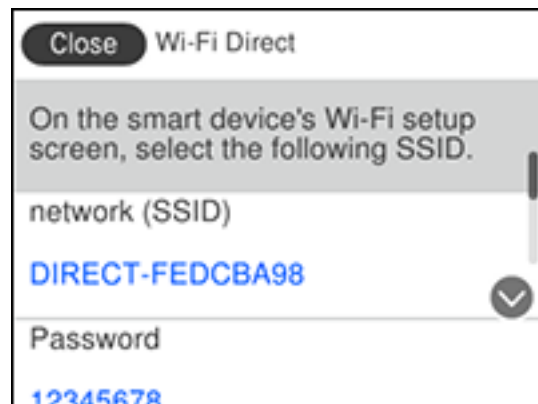 Close Wi-Fi Direct
On the smart device's Wi-Fi setup
screen, select the following SSID.
network (SSID)
DIRECT-FEDCBA98
Password
12345678